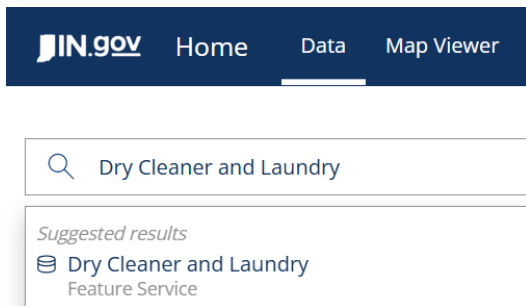 IN.gov Home Data Map Viewer
Dry Cleaner and Laundry
Suggested results
Dry Cleaner and Laundry
Feature Service